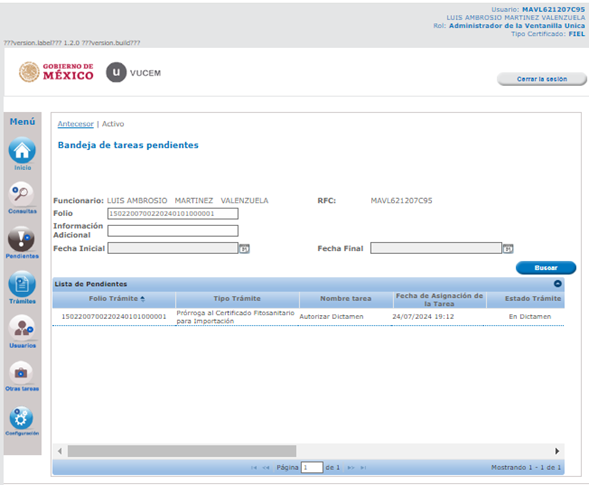 Usuario: MAVL621207C95
LUIS AMBROSIO MARTINEZ VALENZUELA
Rol: Administrador de la Ventanilla Unica
Tipo Certificado: FIEL
???version.label??? 1.2.0 ???version.build???
GOBIERNO DE
MÉXICO
u VUCEM
Cerrar la sesión
Menú
Inicio
Consultas
Pendientes
Trámites
Usuarios
Otras tareas
Configuración
Antecesor | Activo
Bandeja de tareas pendientes
Funcionario: LUIS AMBROSIO MARTINEZ VALENZUELA RFC: MAVL621207C95
Folio 1502200700220240101000001
Información
Adicional
Fecha Inicial Fecha Final
Buscar
Lista de Pendientes
Folio Trámite Tipo Trámite Nombre tarea Fecha de Asignación de la Tarea Estado Trámite
1502200700220240101000001 Prórroga al Certificado Fitosanitario para Importación Autorizar Dictamen 24/07/2024 19:12 En Dictamen
Página 1 de 1 Mostrando 1 - 1 de 1